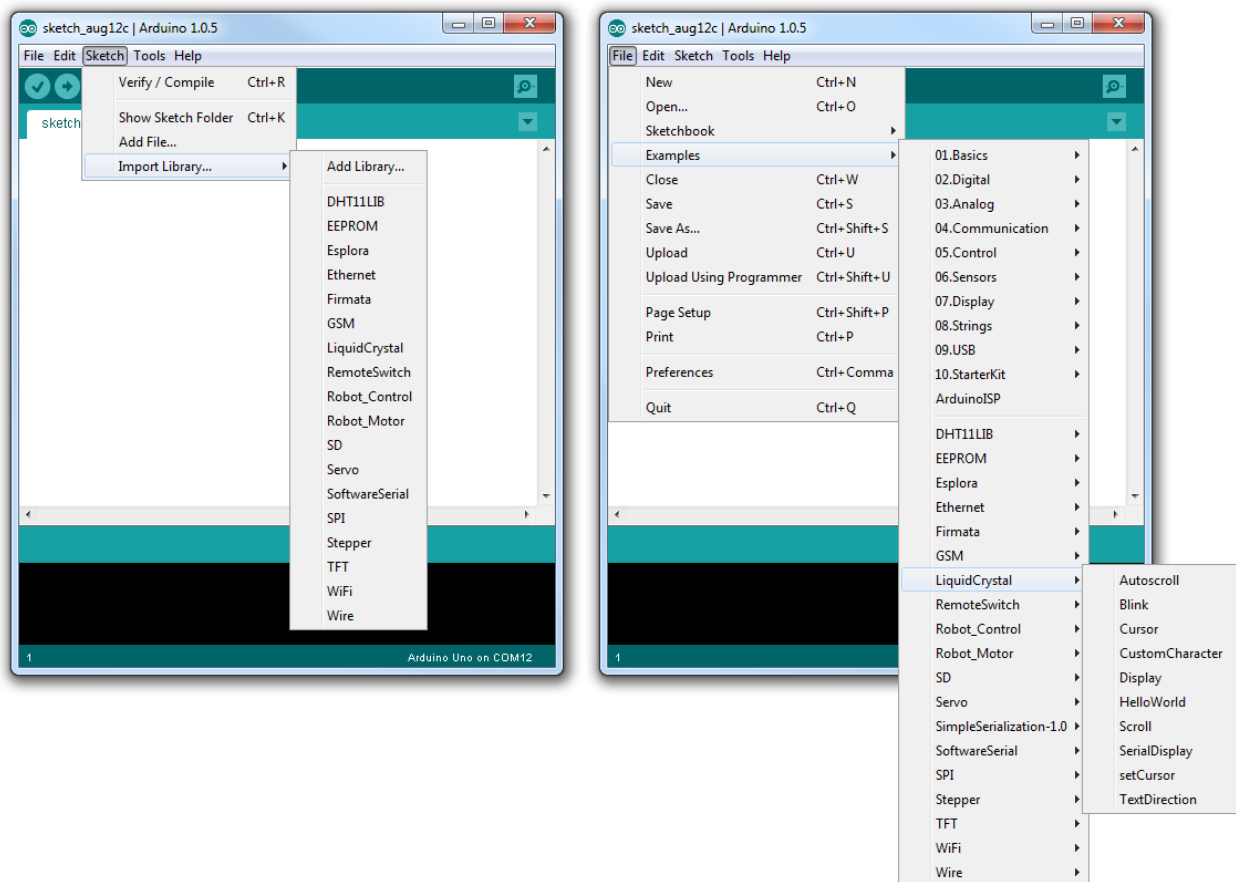 sketch_aug12c | Arduino 1.0.5
File Edit Sketch Tools Help
Verify / Compile Ctrl+R
sketch
Show Sketch Folder Ctrl+K
Add File...
Import Library...
Add Library...
DHT11LIB
EEPROM
Esplora
Ethernet
Firmata
GSM
LiquidCrystal
RemoteSwitch
Robot_Control
Robot_Motor
SD
Servo
SoftwareSerial
SPI
Stepper
TFT
WiFi
Wire
1 Arduino Uno on COM12
sketch_aug12c | Arduino 1.0.5
File Edit Sketch Tools Help
New Ctrl+N
Open... Ctrl+O
Sketchbook
Examples
Close Ctrl+W
Save Ctrl+S
Save As... Ctrl+Shift+S
Upload Ctrl+U
Upload Using Programmer Ctrl+Shift+U
Page Setup Ctrl+Shift+P
Print Ctrl+P
Preferences Ctrl+Comma
Quit Ctrl+Q
1
01.Basics
02.Digital
03.Analog
04.Communication
05.Control
06.Sensors
07.Display
08.Strings
09.USB
10.StarterKit
ArduinoISP
DHT11LIB
EEPROM
Esplora
Ethernet
Firmata
GSM
LiquidCrystal
RemoteSwitch
Robot_Control
Robot_Motor
SD
Servo
SimpleSerialization-1.0
SoftwareSerial
SPI
Stepper
TFT
WiFi
Wire
Autoscroll
Blink
Cursor
CustomCharacter
Display
HelloWorld
Scroll
SerialDisplay
setCursor
TextDirection